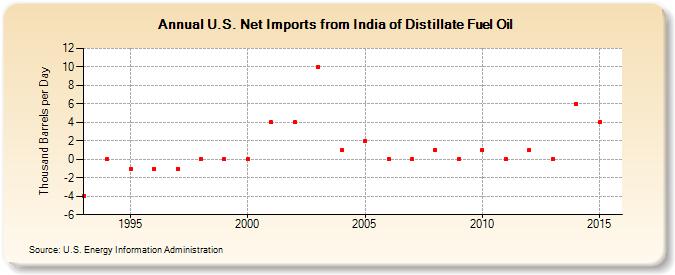 Annual U.S. Net Imports from India of Distillate Fuel Oil
Thousand Barrels per Day
12
10
8
6
4
2
0
-2
-4
-6
1995 2000 2005 2010 2015
Source: U.S. Energy Information Administration